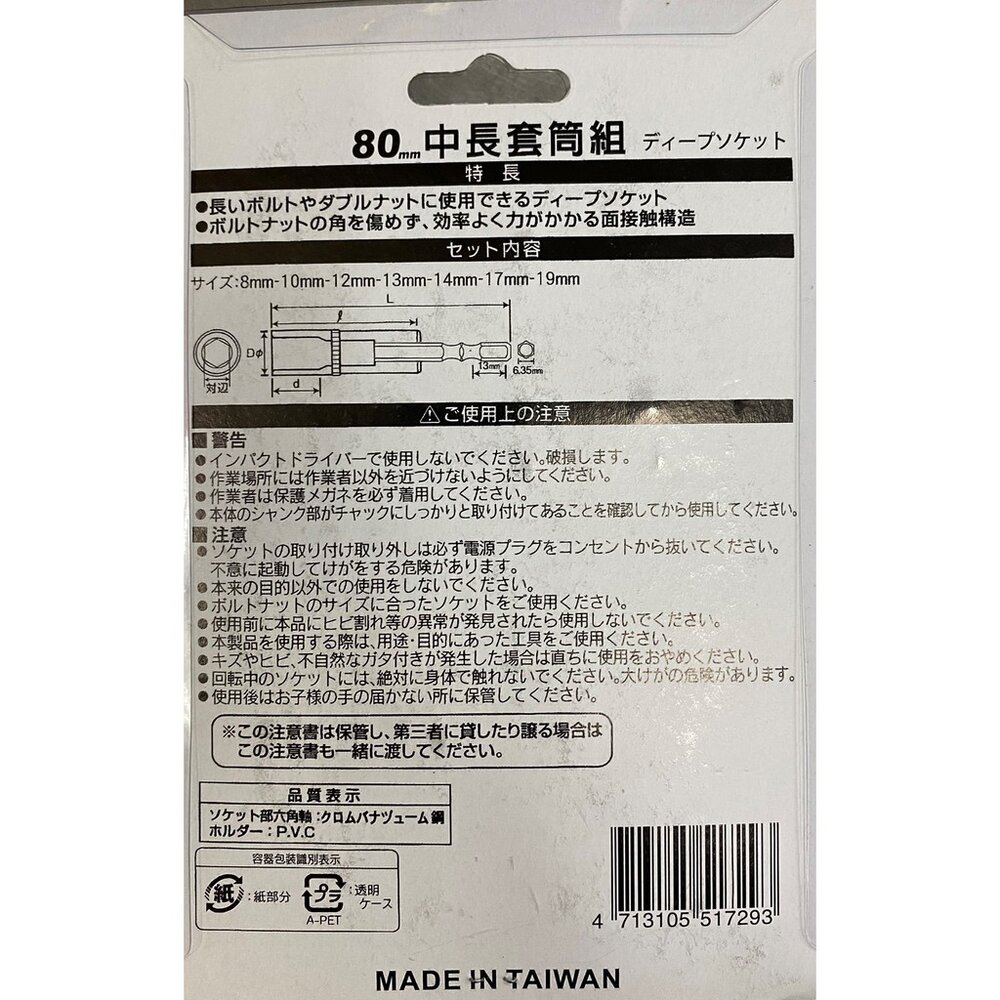 80mm中長套筒組 ディープソケット
特長
●長いボルトやダブルナットに使用できるディープソケット
●ボルトナットの角を傷めず、効率よく力がかかる面接触構造
セット内容
サイズ:8mm-10mm-12mm-13mm-14mm-17mm-19mm
L
ℓ
Dφ
13mm
6.35mm
対辺
d
⚠ご使用上の注意
■警告
●インパクトドライバーで使用しないでください。破損します。
●作業場所には作業者以外を近づけないようにしてください。
●作業者は保護メガネを必ず着用してください。
●本体のシャンク部がチャックにしっかりと取り付けてあることを確認してから使用してください。
■注意
●ソケットの取り付け取り外しは必ず電源プラグをコンセントから抜いてください。
不意に起動してけがをする危険があります。
●本来の目的以外での使用をしないでください。
●ボルトナットのサイズに合ったソケットをご使用ください。
●使用前に本品にヒビ割れ等の異常が発見されたら使用しないでください。
●本製品を使用する際は、用途・目的にあった工具をご使用ください。
●キズやヒビ、不自然なガタ付きが発生した場合は直ちに使用をおやめください。
●回転中のソケットには、絶対に身体で触れないでください。大けがの危険があります。
●使用後はお子様の手の届かない所に保管してください。
※この注意書は保管し、第三者に貸したり譲る場合は
この注意書も一緒に渡してください。
品質表示
ソケット部六角軸:クロムバナヅューム鋼
ホルダー:P.V.C
容器包装識別表示
紙:紙部分
プラ:透明
ケース
A-PET
4 713105 517293
MADE IN TAIWAN